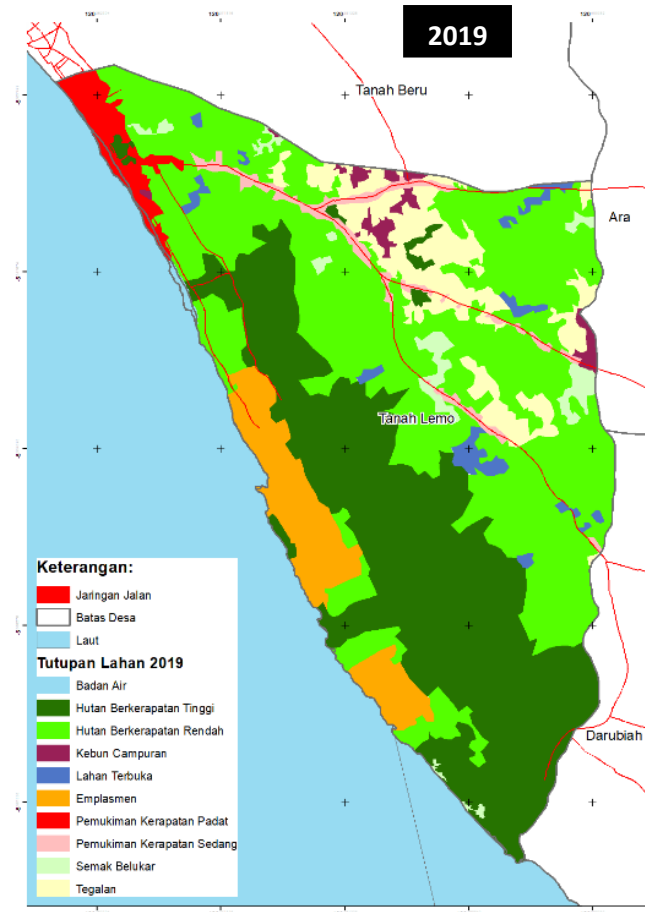 2019
Tanah Beru
Ara
Tanah Lemo
Darubiah
Keterangan:
Jaringan Jalan
Batas Desa
Laut
Tutupan Lahan 2019
Badan Air
Hutan Berkerapatan Tinggi
Hutan Berkerapatan Rendah
Kebun Campuran
Lahan Terbuka
Emplasmen
Pemukiman Kerapatan Padat
Pemukiman Kerapatan Sedang
Semak Belukar
Tegalan